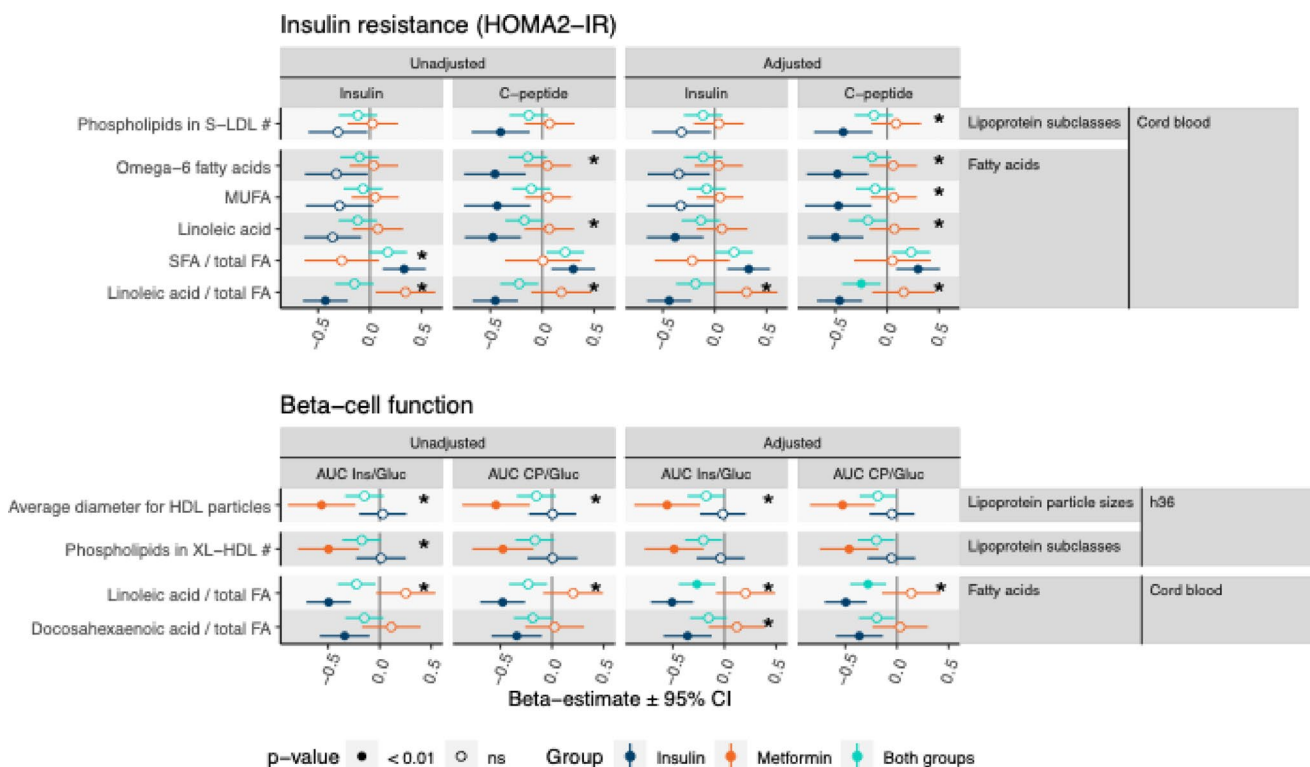 Insulin resistance (HOMA2−IR)
Unadjusted Adjusted
Insulin C−peptide Insulin C−peptide
Phospholipids in S−LDL # * Lipoprotein subclasses Cord blood
Omega−6 fatty acids * * Fatty acids
MUFA *
Linoleic acid * *
SFA / total FA *
Linoleic acid / total FA * * * *
−0.5 0.0 0.5 −0.5 0.0 0.5 −0.5 0.0 0.5 −0.5 0.0 0.5
Beta−cell function
Unadjusted Adjusted
AUC Ins/Gluc AUC CP/Gluc AUC Ins/Gluc AUC CP/Gluc
Average diameter for HDL particles * * * Lipoprotein particle sizes h36
Phospholipids in XL−HDL # * Lipoprotein subclasses
Linoleic acid / total FA * * * * Fatty acids Cord blood
Docosahexaenoic acid / total FA *
−0.5 0.0 0.5 −0.5 0.0 0.5 −0.5 0.0 0.5 −0.5 0.0 0.5
Beta−estimate ± 95% CI
p−value < 0.01 ns Group Insulin Metformin Both groups